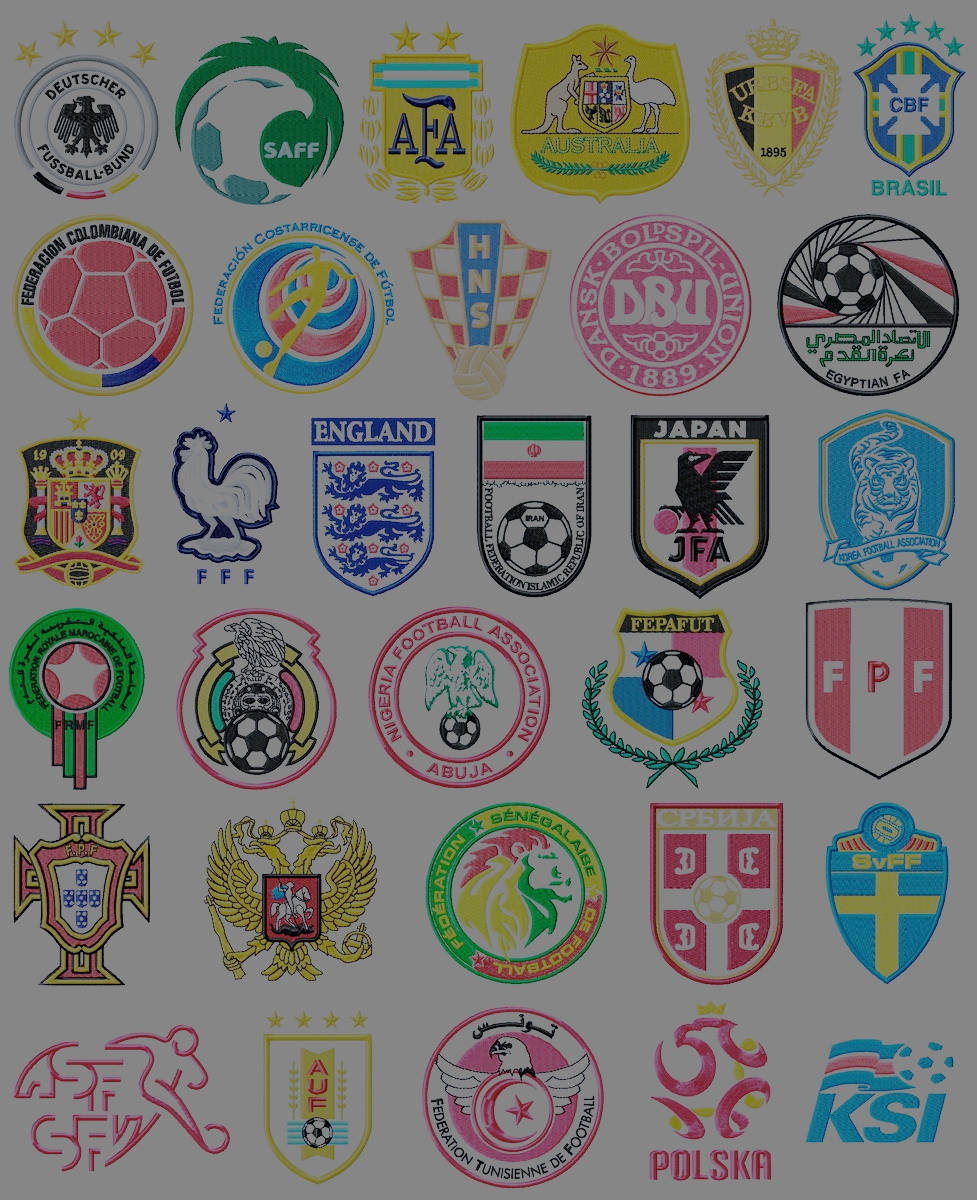 DEUTSCHER
FUSSBALL-BUND
SAFF
AFA
AUSTRALIA
URBSFA
KBVB
1895
CBF
BRASIL
FEDERACION COLOMBIANA DE FUTBOL
FEDERACIÓN COSTARRICENSE DE FÚTBOL
HNS
DANSK·BOLDSPIL-UNION
DBU
·1889·
الاتحاد المصري
لكرة القدم
EGYPTIAN FA
1909
FFF
ENGLAND
IRAN
FOOTBALL FEDERATION ISLAMIC REPUBLIC OF IRAN
JAPAN
JFA
KOREA FOOTBALL ASSOCIATION
FEDERATION ROYALE MAROCAINE DE FOOTBALL
FRMF
NIGERIA FOOTBALL ASSOCIATION
· ABUJA ·
FEPAFUT
F P F
F.P.F
FÉDÉRATION SÉNÉGALAISE
DE FOOTBALL
СРБИЈА
SvFF
ASF
SFV
AUF
تونس
FEDERATION TUNISIENNE DE FOOTBALL
POLSKA
KSI